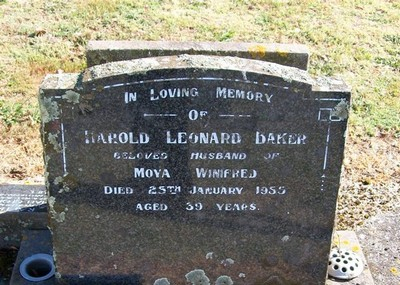 IN LOVING MEMORY
OF
HAROLD LEONARD BAKER
BELOVED HUSBAND OF
MOYA WINIFRED
DIED 25TH JANUARY 1955
AGED 39 YEARS.